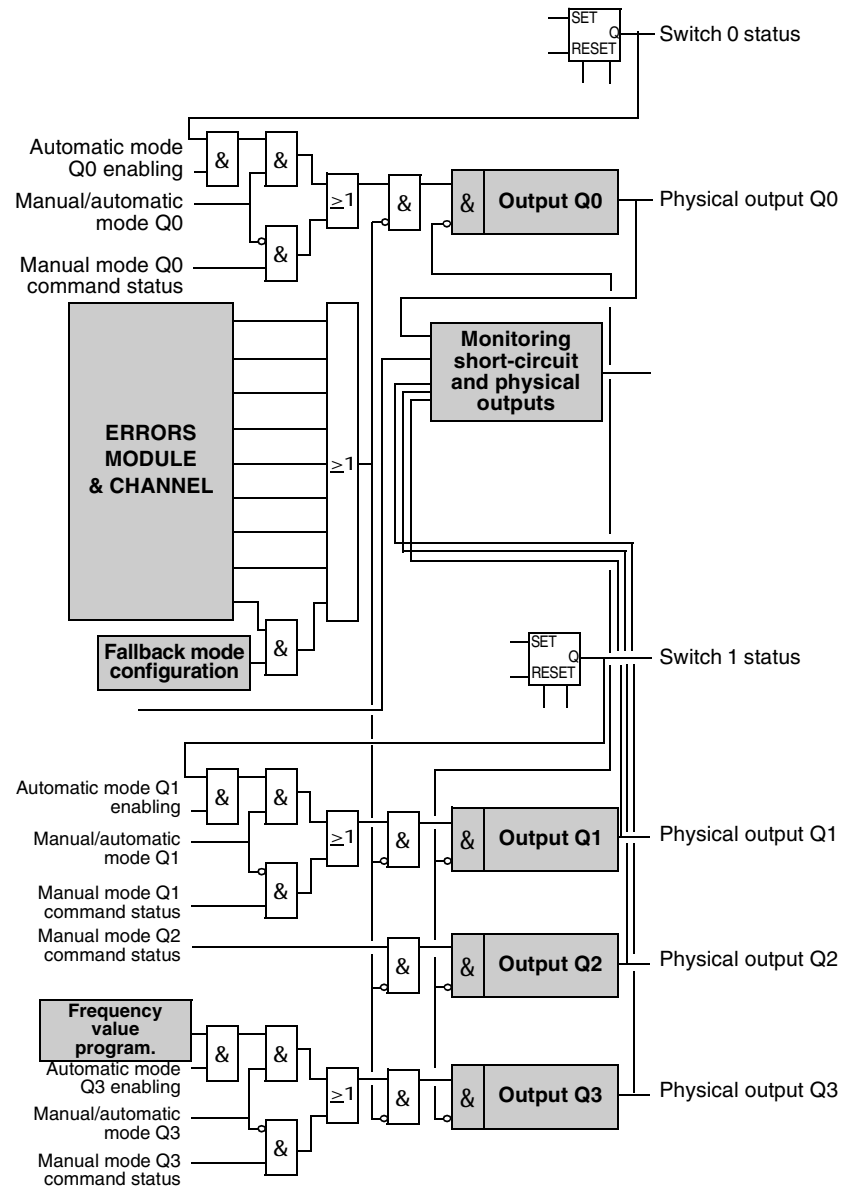 SET
Q
RESET
Switch 0 status
Automatic mode
Q0 enabling
&
&
Manual/automatic
mode Q0
≥1
&
&
Output Q0
Physical output Q0
&
Manual mode Q0
command status
Monitoring
short-circuit
and physical
outputs
ERRORS
MODULE
& CHANNEL
≥1
Fallback mode
configuration
&
SET
Q
RESET
Switch 1 status
Automatic mode Q1
enabling
&
&
Manual/automatic
mode Q1
≥1
&
&
Output Q1
Physical output Q1
&
Manual mode Q1
command status
Manual mode Q2
command status
&
&
Output Q2
Physical output Q2
Frequency
value
program.
&
&
Automatic mode
Q3 enabling
≥1
&
&
Output Q3
Physical output Q3
Manual/automatic
mode Q3
&
Manual mode Q3
command status